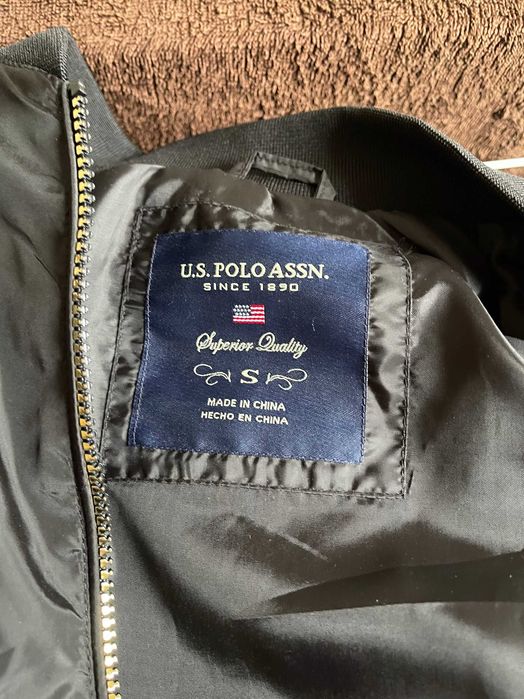 U.S. POLO ASSN.
SINCE 1890
Superior Quality
S
MADE IN CHINA
HECHO EN CHINA